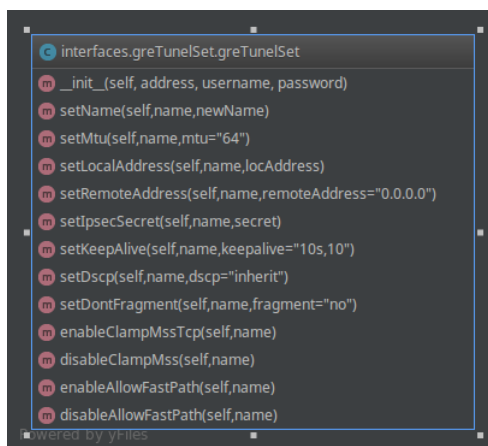 C interfaces.greTunelSet.greTunelSet
m __init__(self, address, username, password)
m setName(self,name,newName)
m setMtu(self,name,mtu="64")
m setLocalAddress(self,name,locAddress)
m setRemoteAddress(self,name,remoteAddress="0.0.0.0")
m setIpsecSecret(self,name,secret)
m setKeepAlive(self,name,keepalive="10s,10")
m setDscp(self,name,dscp="inherit")
m setDontFragment(self,name,fragment="no")
m enableClampMssTcp(self,name)
m disableClampMss(self,name)
m enableAllowFastPath(self,name)
m disableAllowFastPath(self,name)
Powered by yFiles